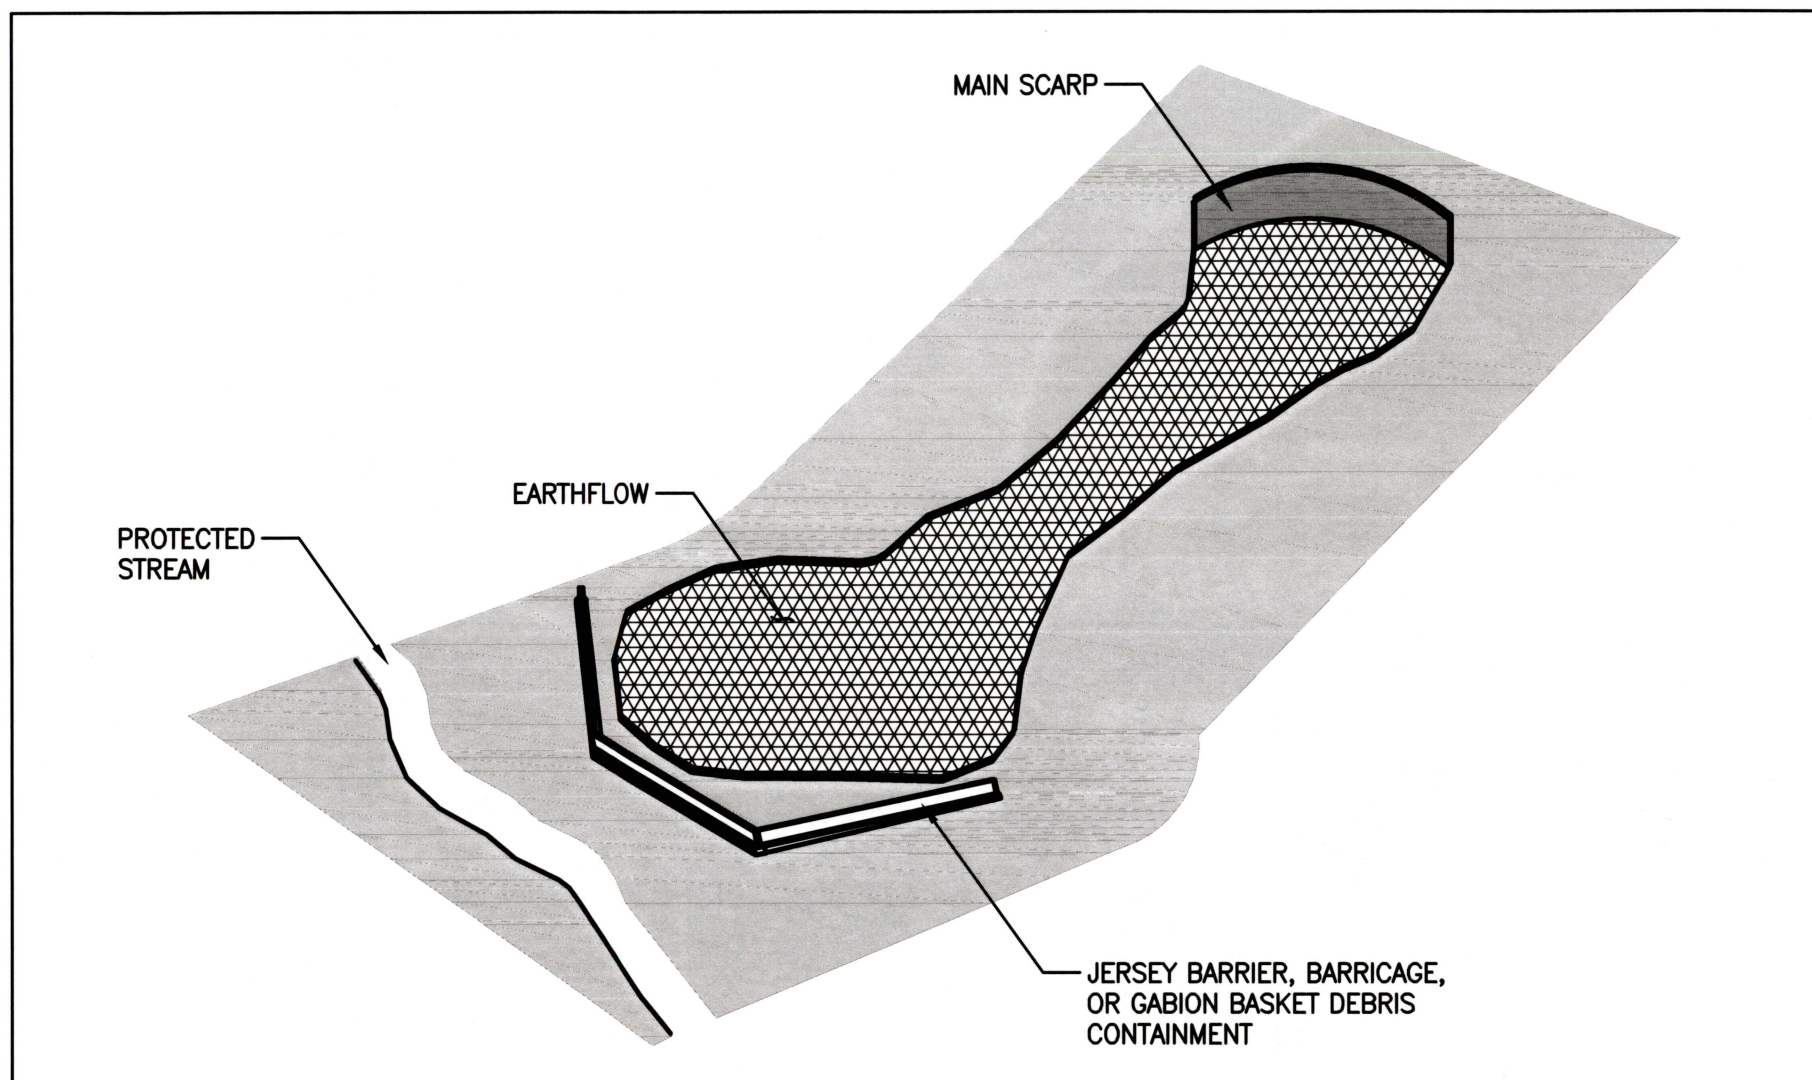 MAIN SCARP
EARTHFLOW
PROTECTED
STREAM
JERSEY BARRIER, BARRICAGE,
OR GABION BASKET DEBRIS
CONTAINMENT